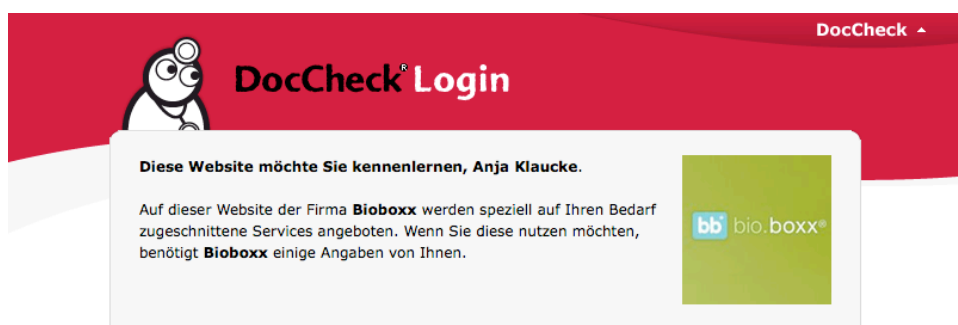 DocCheck
DocCheck® Login
Diese Website möchte Sie kennenlernen, Anja Klaucke.
Auf dieser Website der Firma Bioboxx werden speziell auf Ihren Bedarf
zugeschnittene Services angeboten. Wenn Sie diese nutzen möchten,
benötigt Bioboxx einige Angaben von Ihnen.
bb bio.boxx®